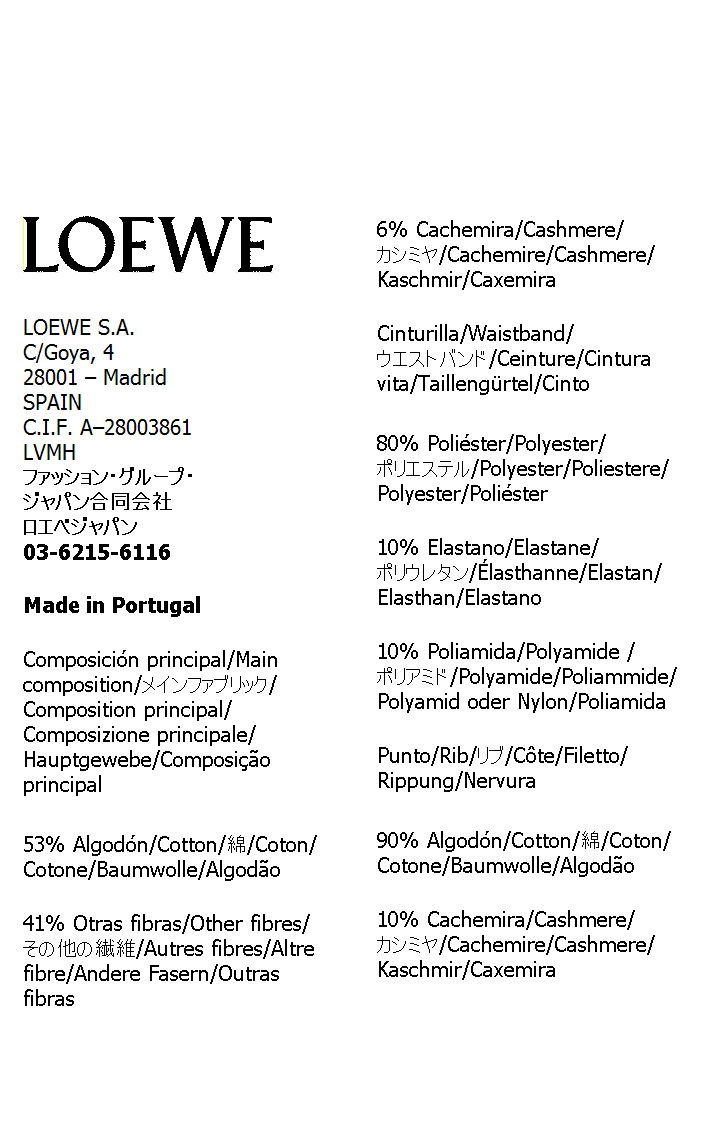 LOEWE
LOEWE S.A.
C/Goya, 4
28001 – Madrid
SPAIN
C.I.F. A–28003861
LVMH
ファッション・グループ・
ジャパン合同会社
ロエベジャパン
03-6215-6116
Made in Portugal
Composición principal/Main
composition/メインファブリック/
Composition principal/
Composizione principale/
Hauptgewebe/Composição
principal
53% Algodón/Cotton/綿/Coton/
Cotone/Baumwolle/Algodão
41% Otras fibras/Other fibres/
その他の繊維/Autres fibres/Altre
fibre/Andere Fasern/Outras
fibras
6% Cachemira/Cashmere/
カシミヤ/Cachemire/Cashmere/
Kaschmir/Caxemira
Cinturilla/Waistband/
ウエストバンド/Ceinture/Cintura
vita/Taillengürtel/Cinto
80% Poliéster/Polyester/
ポリエステル/Polyester/Poliestere/
Polyester/Poliéster
10% Elastano/Elastane/
ポリウレタン/Élasthanne/Elastan/
Elasthan/Elastano
10% Poliamida/Polyamide /
ポリアミド/Polyamide/Poliammide/
Polyamid oder Nylon/Poliamida
Punto/Rib/リブ/Côte/Filetto/
Rippung/Nervura
90% Algodón/Cotton/綿/Coton/
Cotone/Baumwolle/Algodão
10% Cachemira/Cashmere/
カシミヤ/Cachemire/Cashmere/
Kaschmir/Caxemira